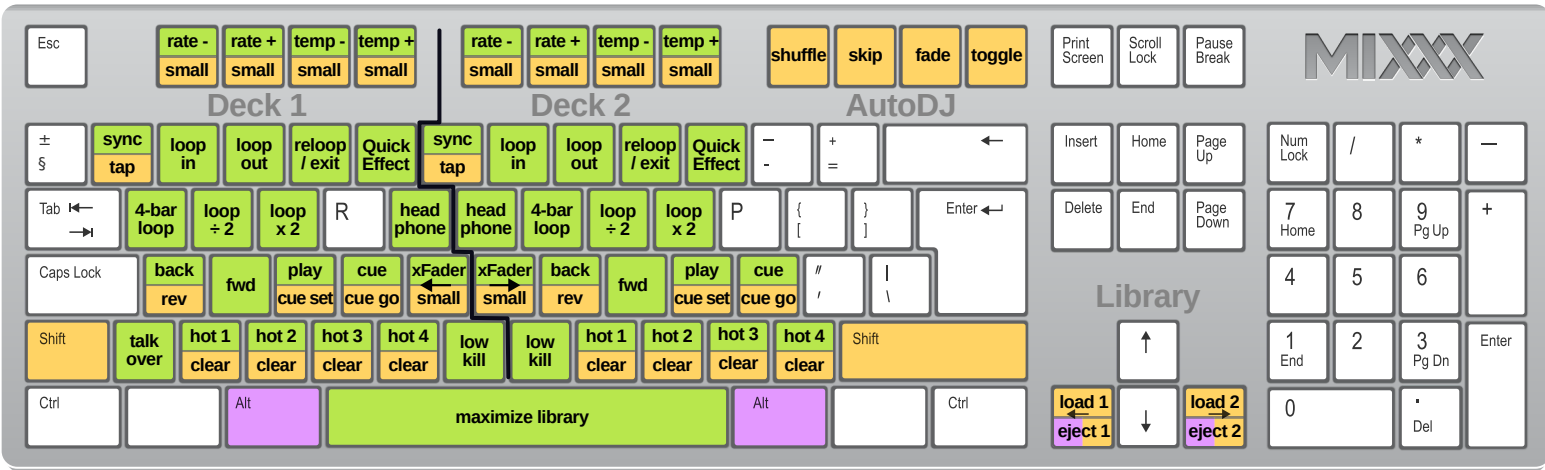 Esc
rate - rate + temp - temp + rate - rate + temp - temp +
small small small small small small small small
shuffle skip fade toggle
Print Screen
Scroll Lock
Pause Break
MIXXX
Deck 1 Deck 2 AutoDJ
±
§
sync
tap
loop in
loop out
reloop / exit
Quick Effect
sync
tap
loop in
loop out
reloop / exit
Quick Effect
—
-
+
=
←
Insert
Home
Page Up
Num Lock
/
*
—
Tab
4-bar loop
loop ÷ 2
loop x 2
R
head phone
head phone
4-bar loop
loop ÷ 2
loop x 2
P
{
[
}
]
Enter
Delete
End
Page Down
7
Home
8
9
Pg Up
+
Caps Lock
back
rev
fwd
play
cue set
cue
cue go
xFader
small
xFader
small
back
rev
fwd
play
cue set
cue
cue go
"
'
|
\
Library
4
5
6
Shift
talk over
hot 1
clear
hot 2
clear
hot 3
clear
hot 4
clear
low kill
low kill
hot 1
clear
hot 2
clear
hot 3
clear
hot 4
clear
Shift
↑
1
End
2
3
Pg Dn
Enter
Ctrl
Alt
maximize library
Alt
Ctrl
load 1
eject 1
↓
load 2
eject 2
0
.
Del